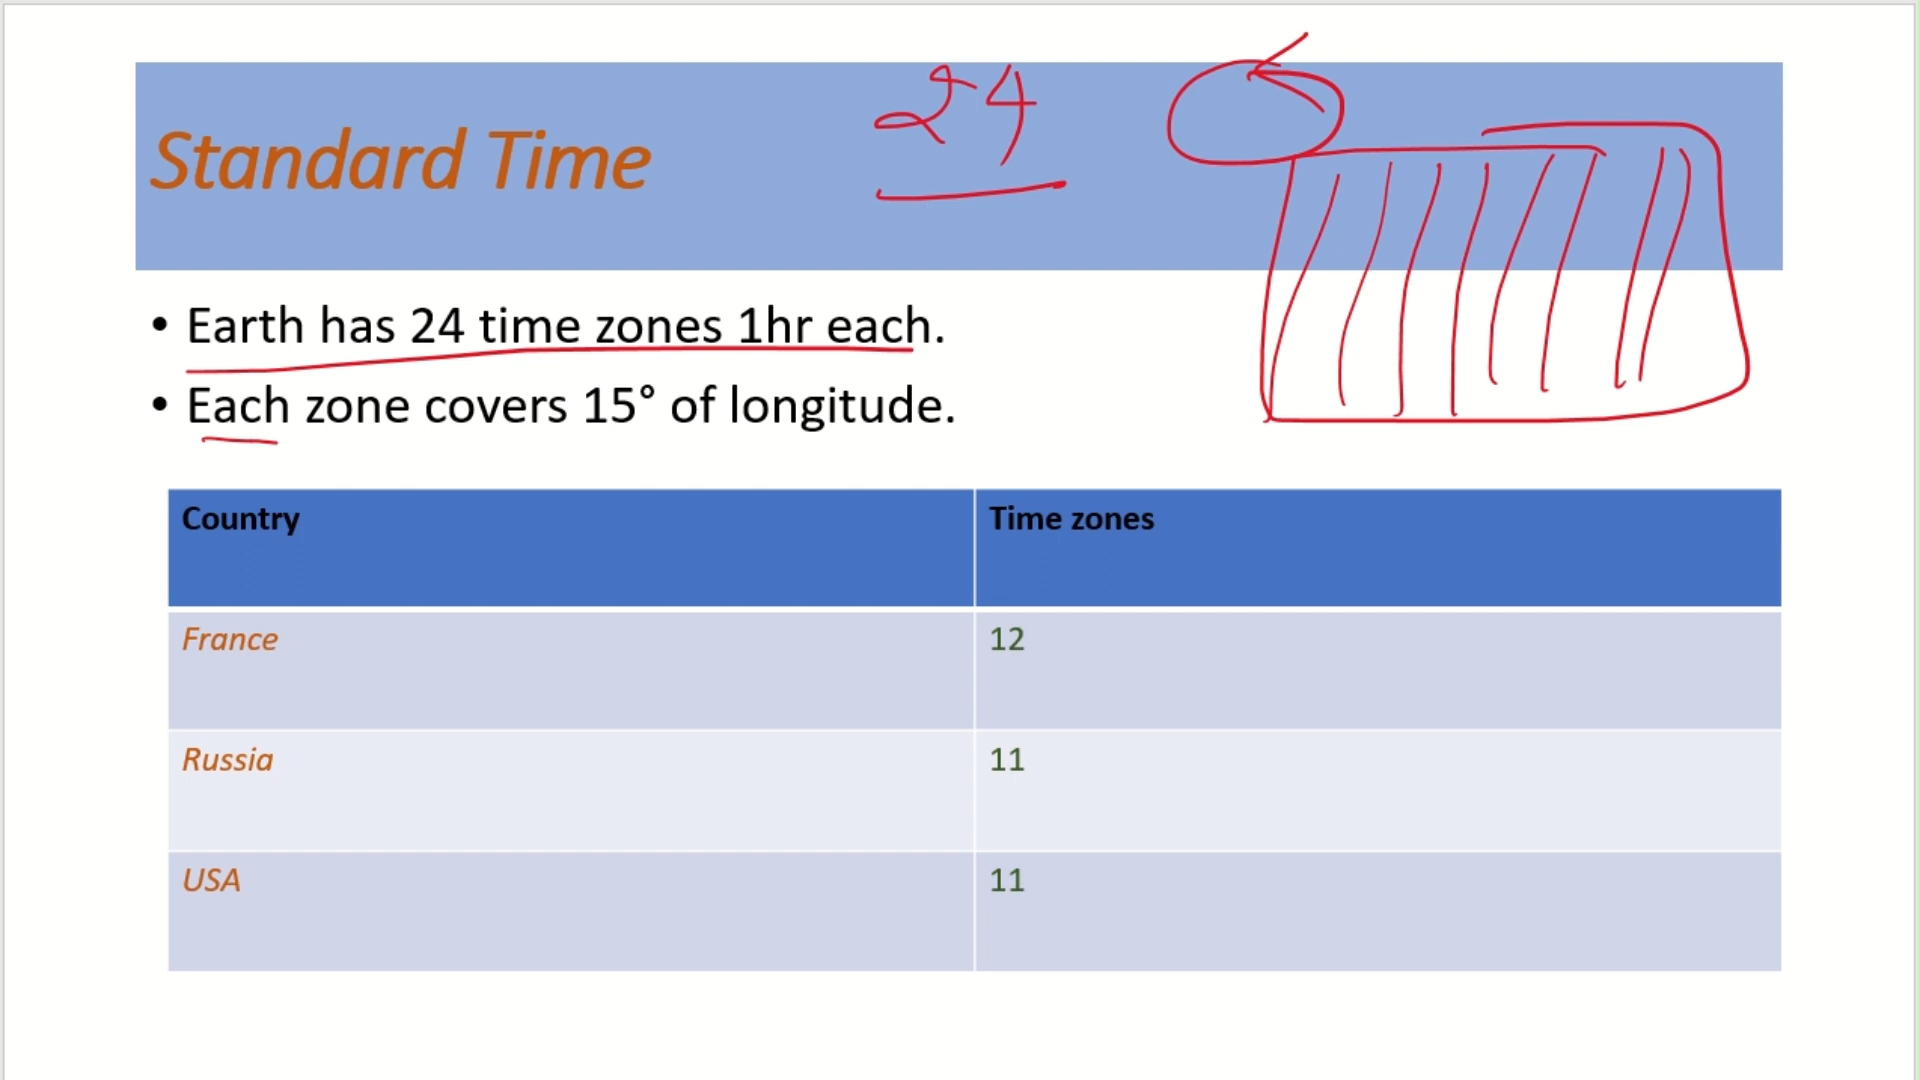 Standard Time 24
• Earth has 24 time zones 1hr each.
• Each zone covers 15° of longitude.
Country Time zones
France 12
Russia 11
USA 11